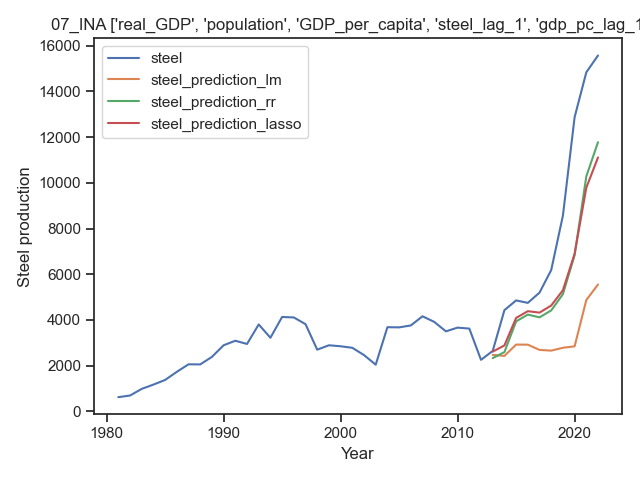 07_INA ['real_GDP', 'population', 'GDP_per_capita', 'steel_lag_1', 'gdp_pc_lag_1
16000
14000
12000
10000
8000
6000
4000
2000
0
Steel production
steel
steel_prediction_lm
steel_prediction_rr
steel_prediction_lasso
1980
1990
2000
2010
2020
Year